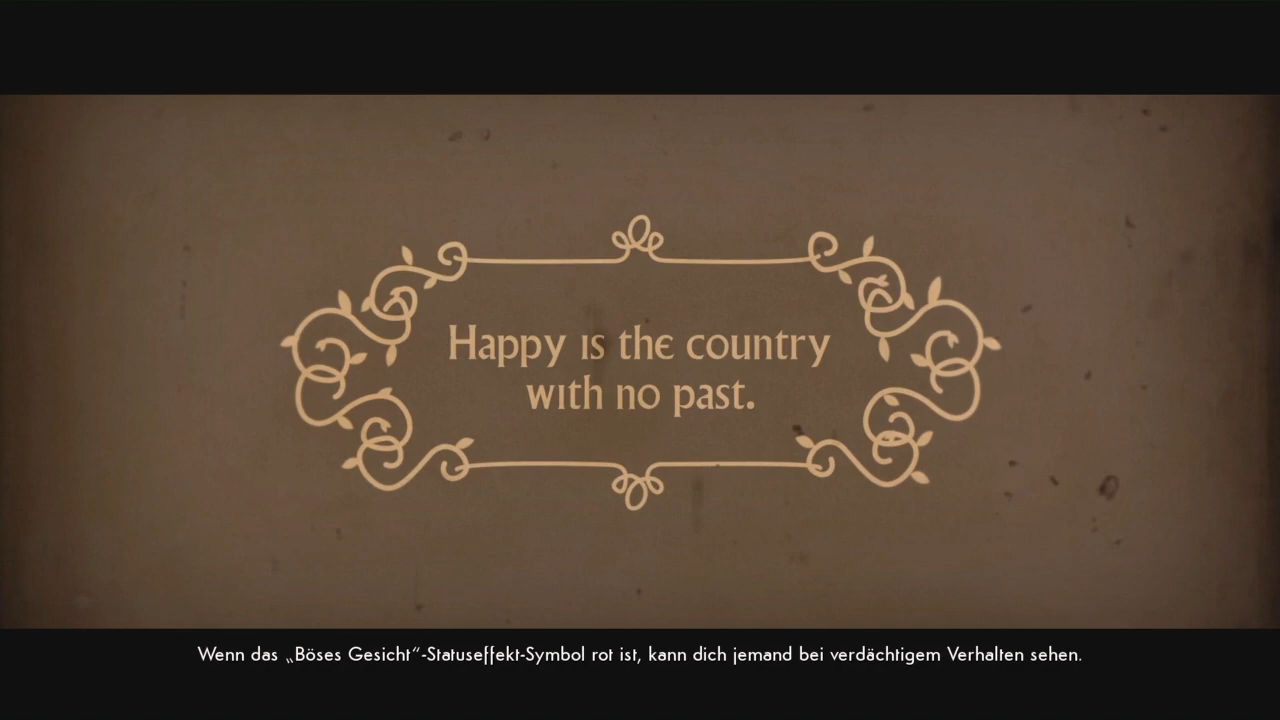 Happy is the country
with no past.
Wenn das „Böses Gesicht“-Statuseffekt-Symbol rot ist, kann dich jemand bei verdächtigem Verhalten sehen.